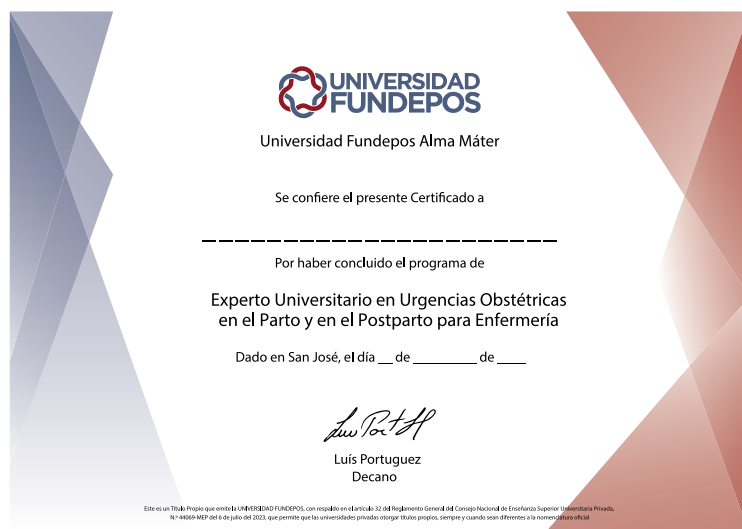 UNIVERSIDAD
FUNDEPOS
Universidad Fundepos Alma Máter
Se confiere el presente Certificado a
Por haber concluido el programa de
Experto Universitario en Urgencias Obstétricas
en el Parto y en el Postparto para Enfermería
Dado en San José, el día __ de ________ de ____
Luís Portuguez
Decano
Este es un Título Propio que emite la UNIVERSIDAD FUNDEPOS, con respaldo en el artículo 32 del Reglamento General del Consejo Nacional de Enseñanza Superior Universitaria Privada,
N.º 44069-MEP del 6 de julio del 2023, que permite que las universidades privadas otorgar títulos propios, siempre y cuando sean diferentes a la nomenclatura oficial